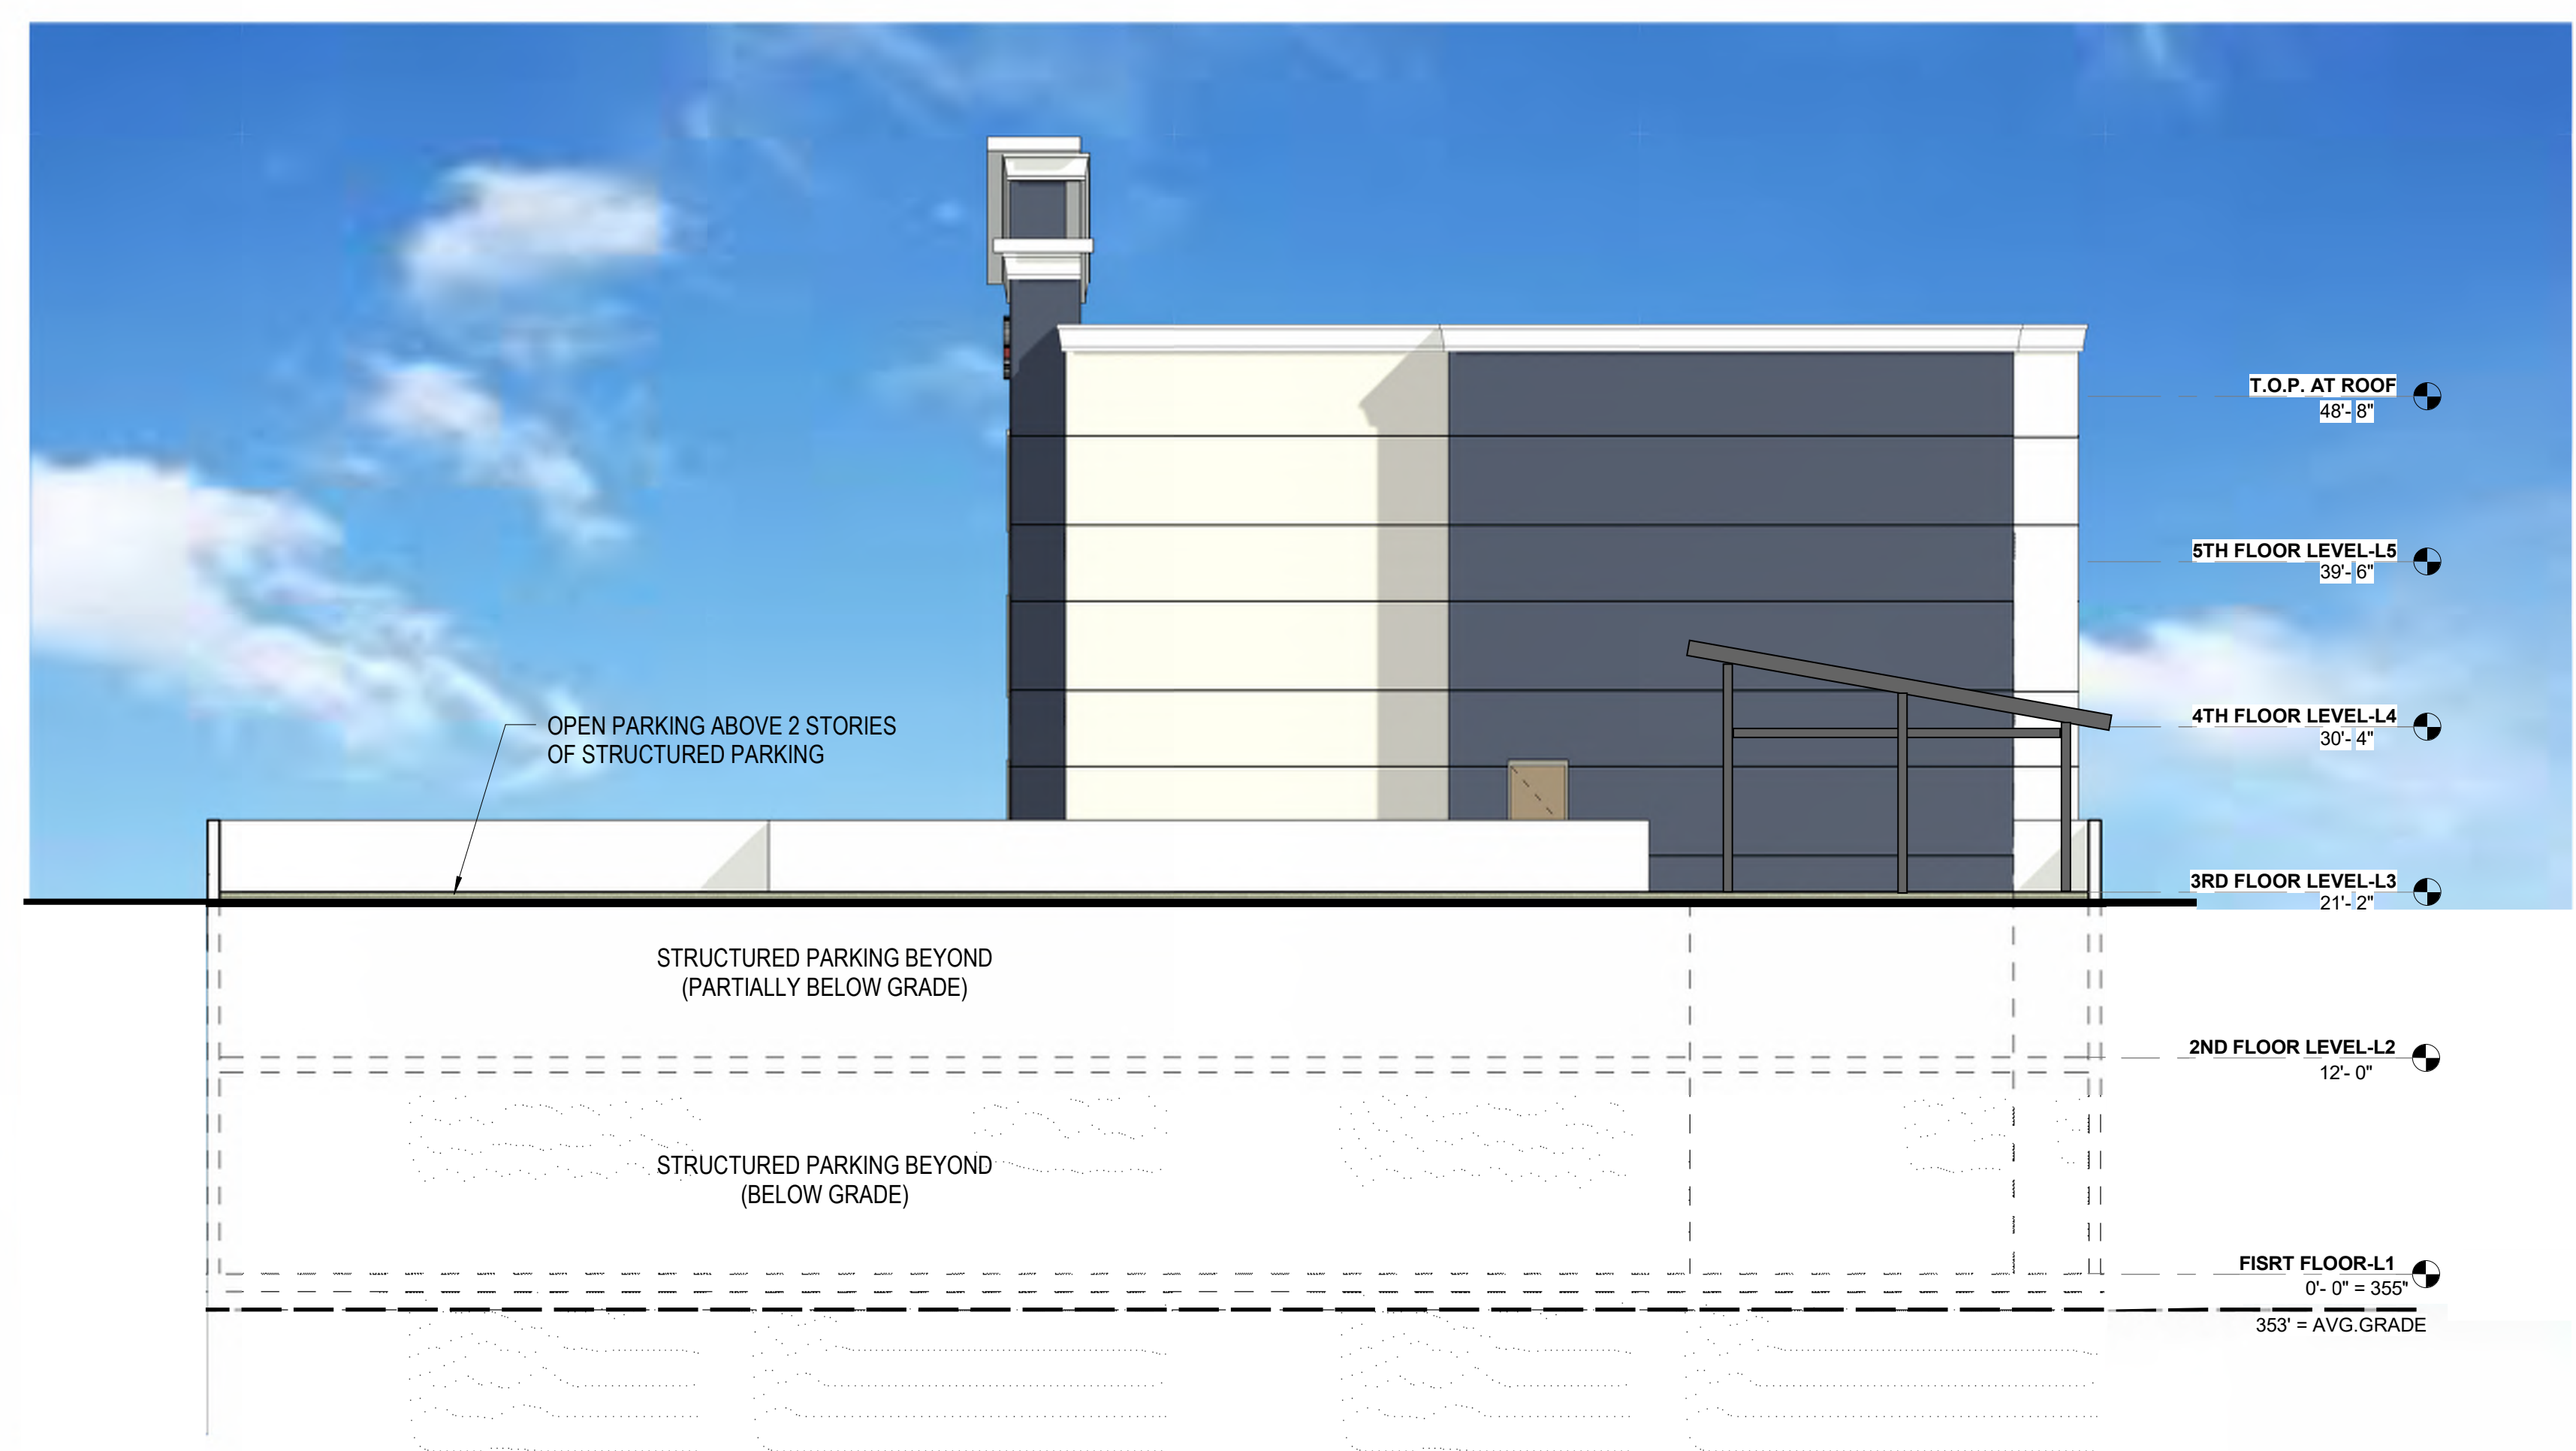 T.O.P. AT ROOF
48'- 8"
5TH FLOOR LEVEL-L5
39'- 6"
OPEN PARKING ABOVE 2 STORIES
OF STRUCTURED PARKING
4TH FLOOR LEVEL-L4
30'- 4"
3RD FLOOR LEVEL-L3
21'- 2"
STRUCTURED PARKING BEYOND
(PARTIALLY BELOW GRADE)
2ND FLOOR LEVEL-L2
12'- 0"
STRUCTURED PARKING BEYOND
(BELOW GRADE)
FISRT FLOOR-L1
0'- 0" = 355"
353' = AVG.GRADE